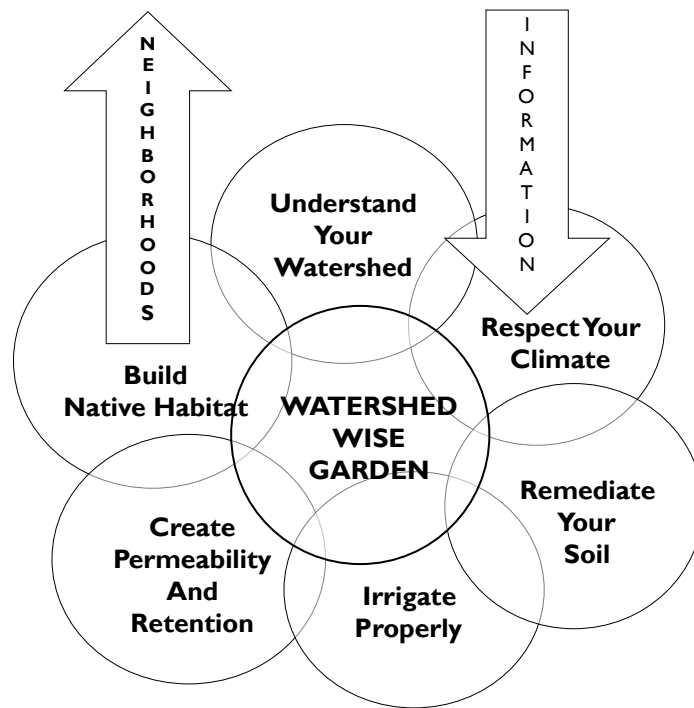 NEIGHBORHOODS
INFORMATION
Understand
Your
Watershed
Respect Your
Climate
Build
Native Habitat
WATERSHED
WISE
GARDEN
Remediate
Your
Soil
Create
Permeability
And
Retention
Irrigate
Properly